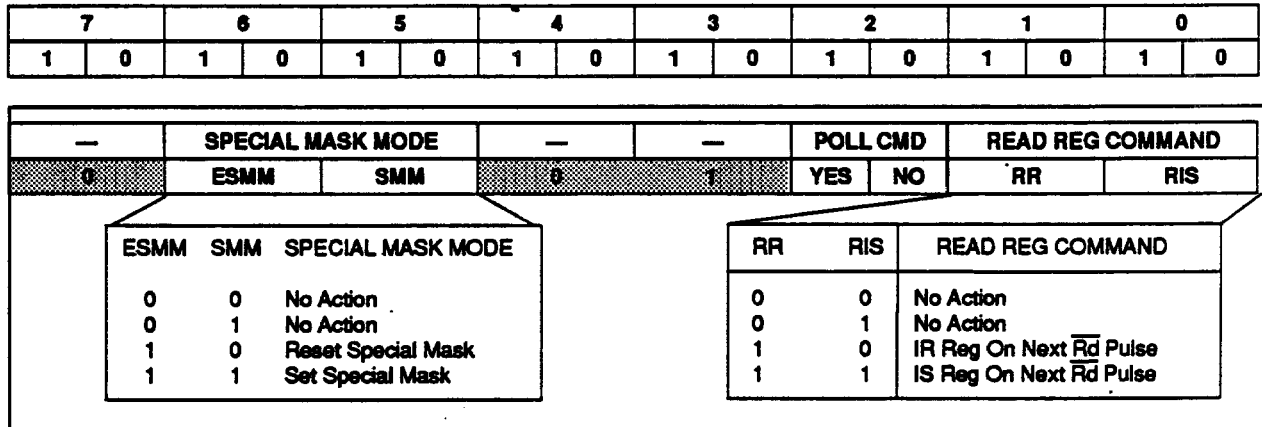 7 6 5 4 3 2 1 0
1 0 1 0 1 0 1 0 1 0 1 0 1 0 1 0
— SPECIAL MASK MODE — — POLL CMD READ REG COMMAND
0 ESMM SMM 0 1 YES NO RR RIS
ESMM SMM SPECIAL MASK MODE
0 0 No Action
0 1 No Action
1 0 Reset Special Mask
1 1 Set Special Mask
RR RIS READ REG COMMAND
0 0 No Action
0 1 No Action
1 0 IR Reg On Next R̅d̅ Pulse
1 1 IS Reg On Next R̅d̅ Pulse